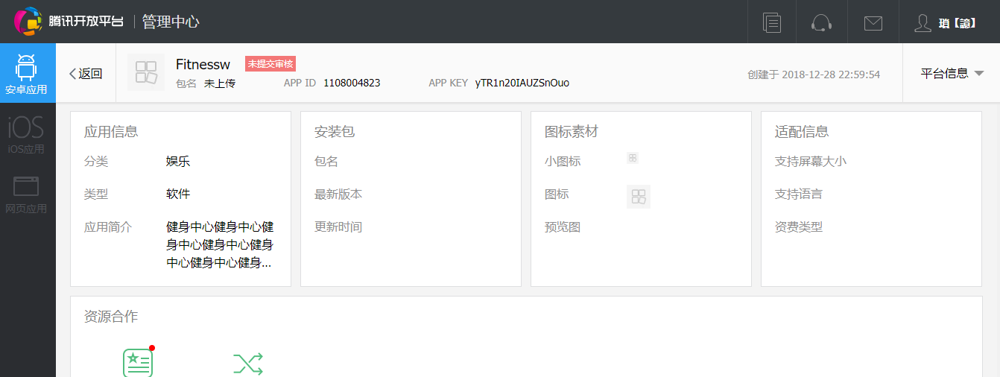 腾讯开放平台 管理中心 瑣【譩】
安卓应用 返回 Fitnessw 未提交审核
包名 未上传 APP ID 1108004823 APP KEY yTR1n20IAUZSnOuo 创建于 2018-12-28 22:59:54 平台信息
iOS
iOS应用
网页应用
应用信息
分类 娱乐
类型 软件
应用简介 健身中心健身中心健
身中心健身中心健身
中心健身中心健身...
安装包
包名
最新版本
更新时间
图标素材
小图标
图标
预览图
适配信息
支持屏幕大小
支持语言
资费类型
资源合作